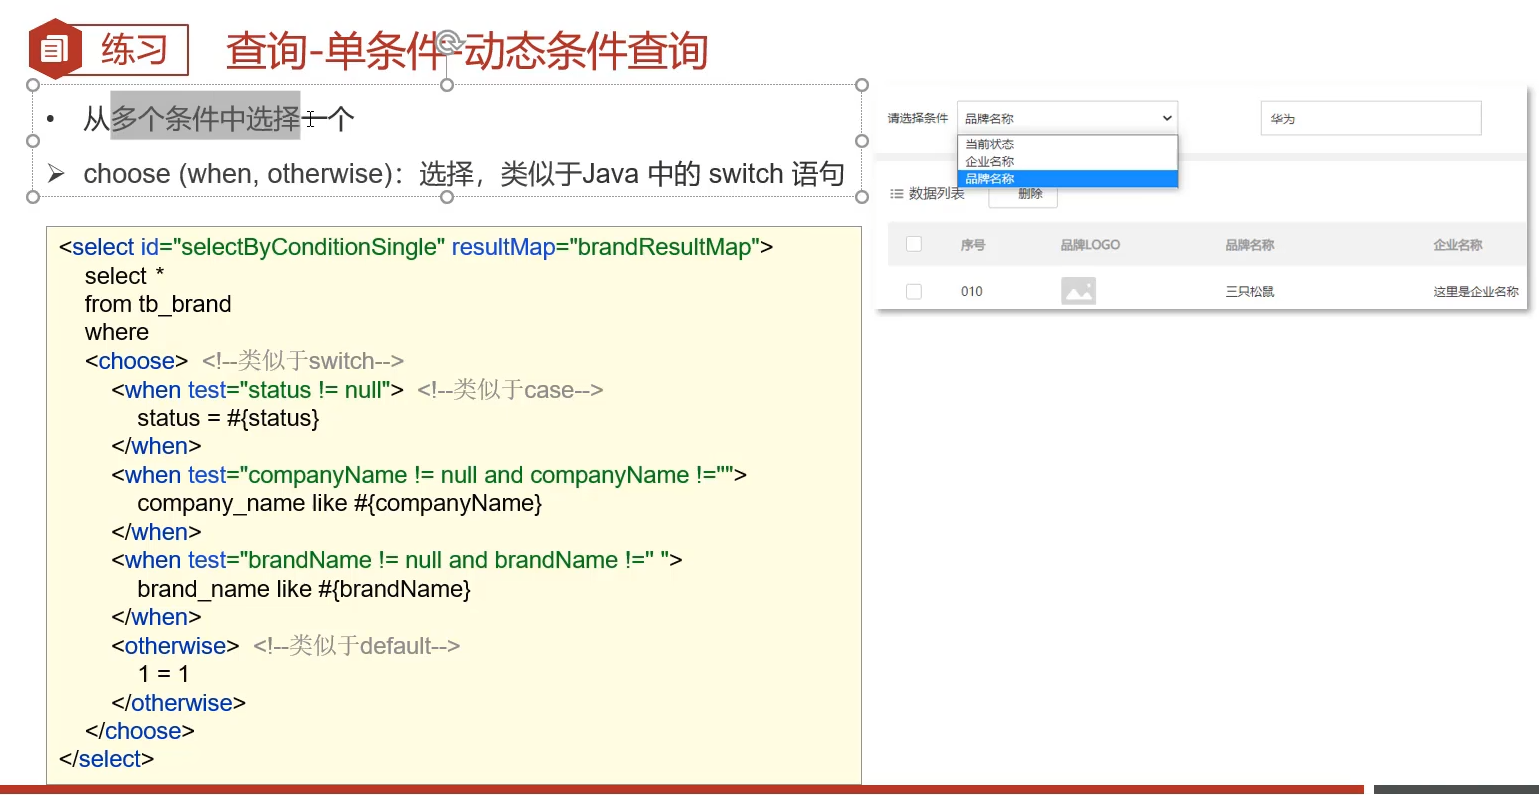 练习
查询-单条件-动态条件查询
• 从多个条件中选择一个
➢ choose (when, otherwise)：选择，类似于Java 中的 switch 语句
<select id="selectByConditionSingle" resultMap="brandResultMap">
select *
from tb_brand
where
<choose> <!--类似于switch-->
<when test="status != null"> <!--类似于case-->
status = #{status}
</when>
<when test="companyName != null and companyName !="">
company_name like #{companyName}
</when>
<when test="brandName != null and brandName !='' ">
brand_name like #{brandName}
</when>
<otherwise> <!--类似于default-->
1 = 1
</otherwise>
</choose>
</select>
请选择条件 品牌名称 华为
当前状态
企业名称
品牌名称
数据列表 删除
序号 品牌LOGO 品牌名称 企业名称
010 三只松鼠 这里是企业名称